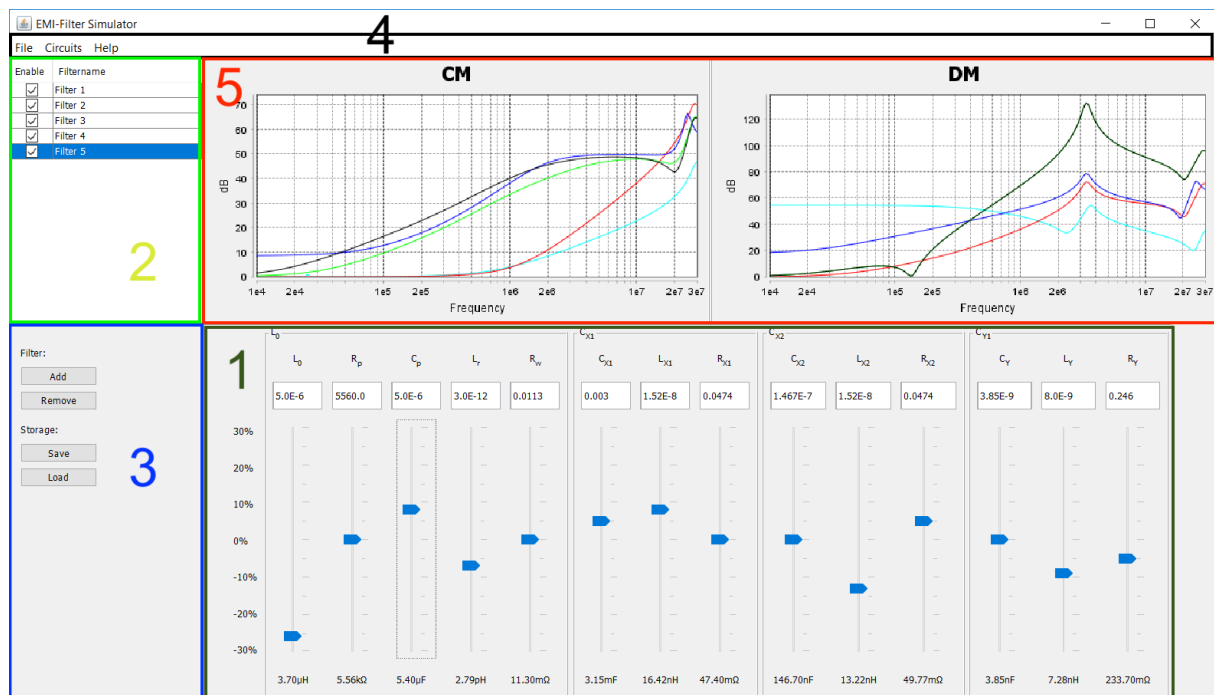 EMI-Filter Simulator
File Circuits Help
4
Enable Filtername
Filter 1
Filter 2
Filter 3
Filter 4
Filter 5
2
5
CM
70
60
50
40
30
20
10
0
dB
1e4 2e4 1e5 2e5 1e6 2e6 1e7 2e7 3e7
Frequency
DM
120
100
80
60
40
20
0
dB
1e4 2e4 1e5 2e5 1e6 2e6 1e7 2e7 3e7
Frequency
Filter:
Add
Remove
Storage:
Save
Load
3
1
L0 CX1 CX2 CY1
L0 Rp Cp Lr Rw CX1 LX1 RX1 CX2 LX2 RX2 CY LY RY
5.0E-6 5560.0 5.0E-6 3.0E-12 0.0113 0.003 1.52E-8 0.0474 1.467E-7 1.52E-8 0.0474 3.85E-9 8.0E-9 0.246
30%
20%
10%
0%
-10%
-20%
-30%
3.70μH 5.56kΩ 5.40μF 2.79pH 11.30mΩ 3.15mF 16.42nH 47.40mΩ 146.70nF 13.22nH 49.77mΩ 3.85nF 7.28nH 233.70mΩ